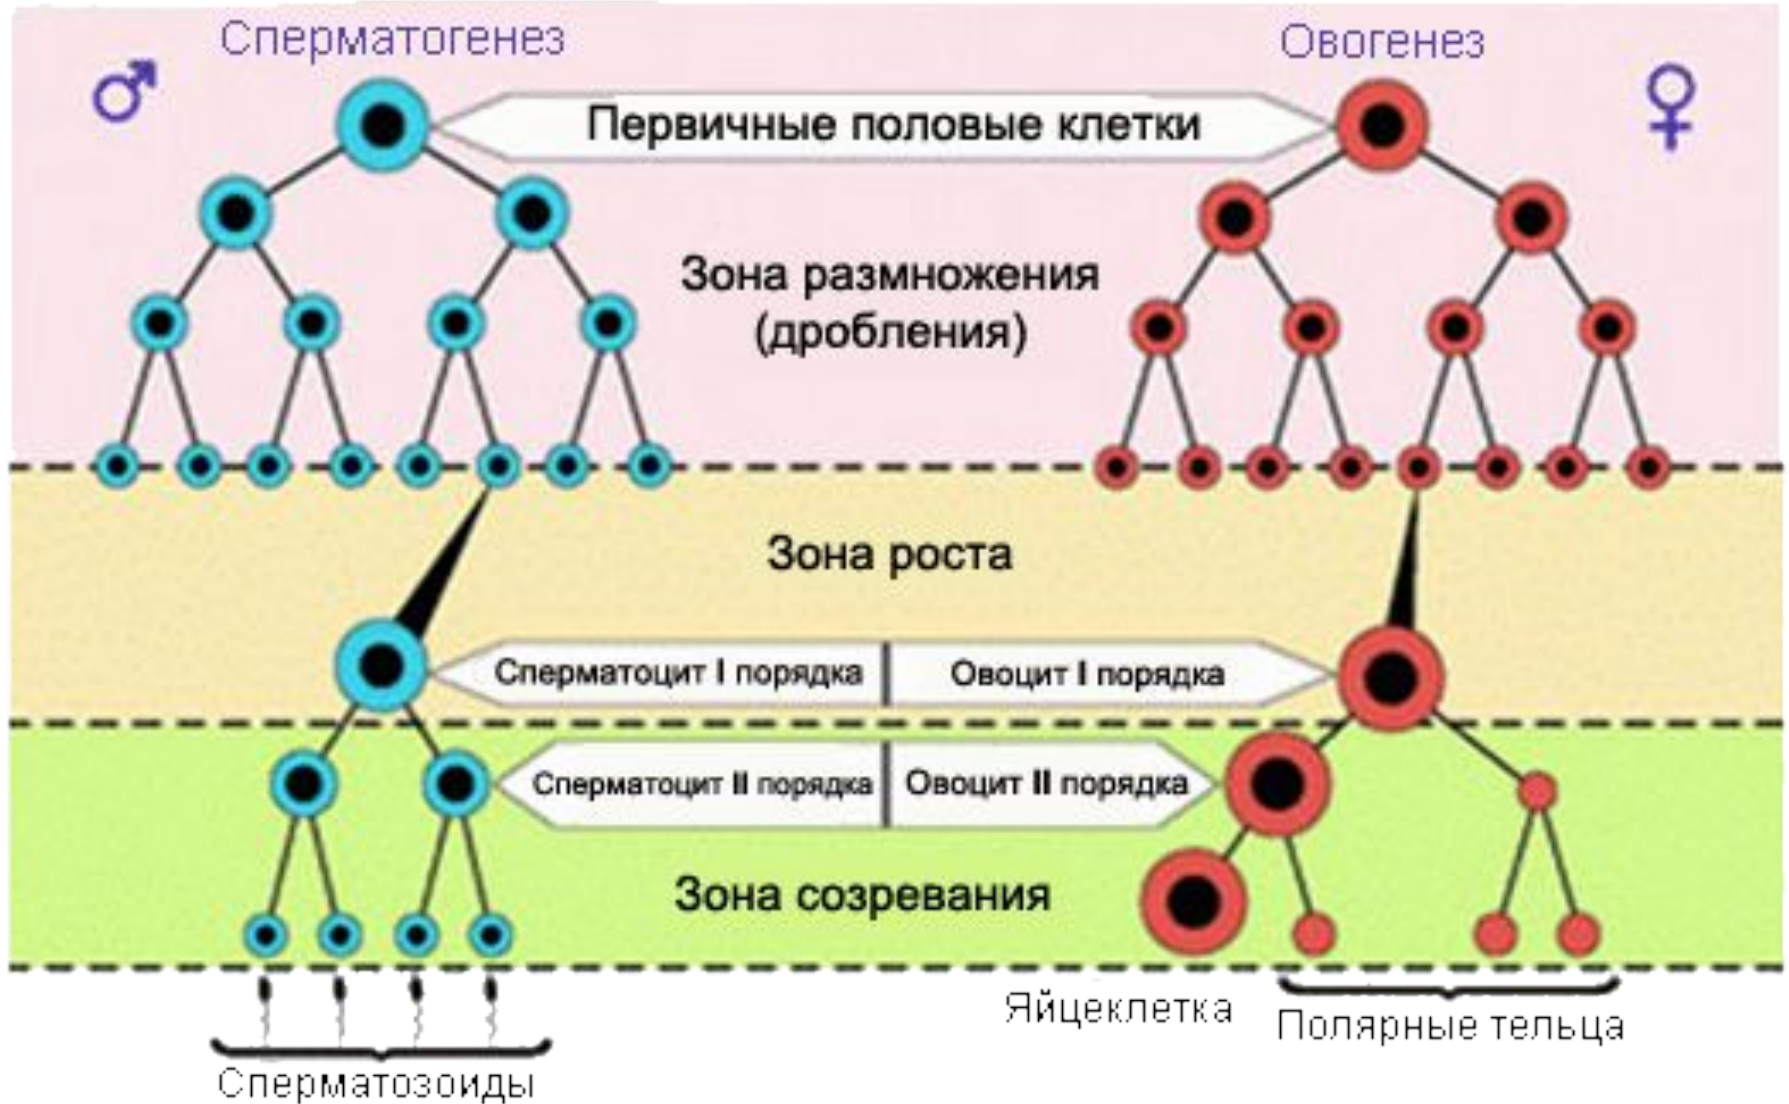 Сперматогенез
Овогенез
Первичные половые клетки
Зона размножения
(дробления)
Зона роста
Сперматоцит I порядка
Овоцит I порядка
Сперматоцит II порядка
Овоцит II порядка
Зона созревания
Яйцеклетка
Полярные тельца
Сперматозоиды